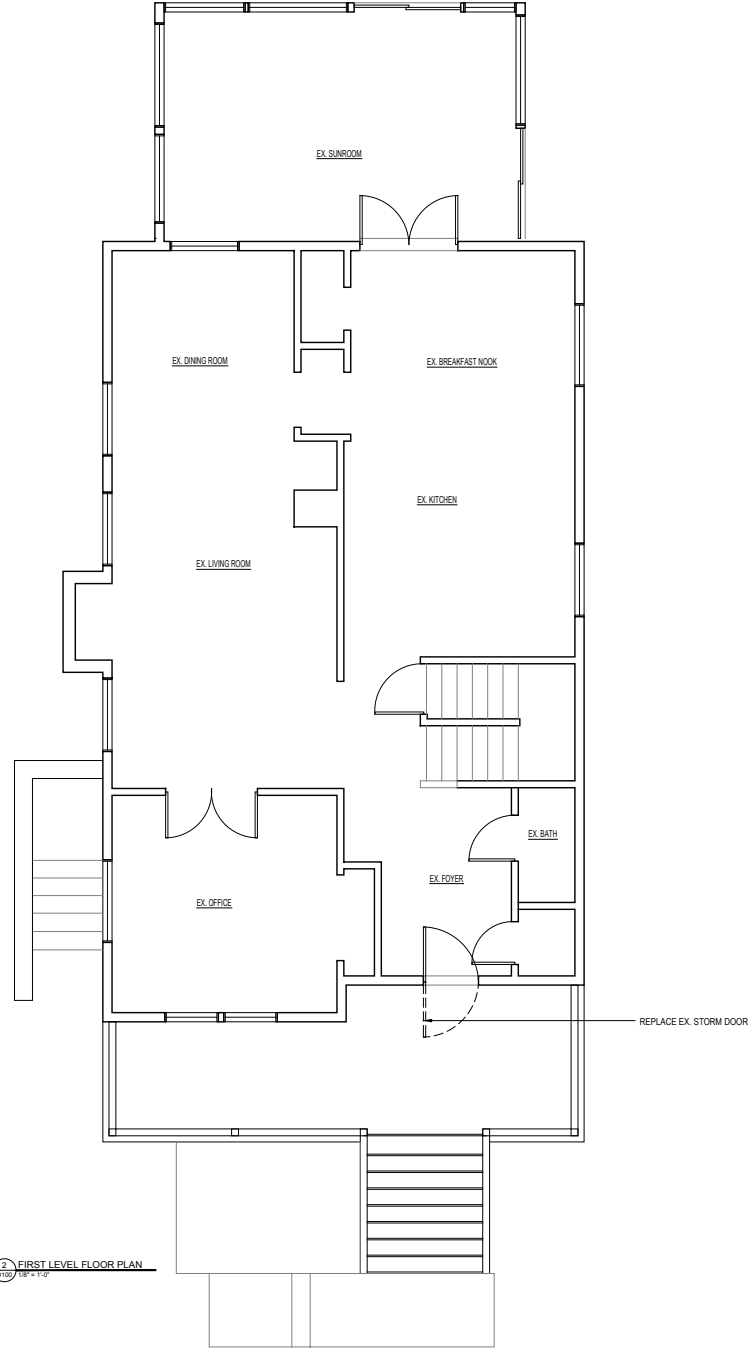 EX. SUNROOM
EX. DINING ROOM
EX. BREAKFAST NOOK
EX. KITCHEN
EX. LIVING ROOM
EX. BATH
EX. FOYER
EX. OFFICE
REPLACE EX. STORM DOOR
2 FIRST LEVEL FLOOR PLAN
1/8" = 1'-0"